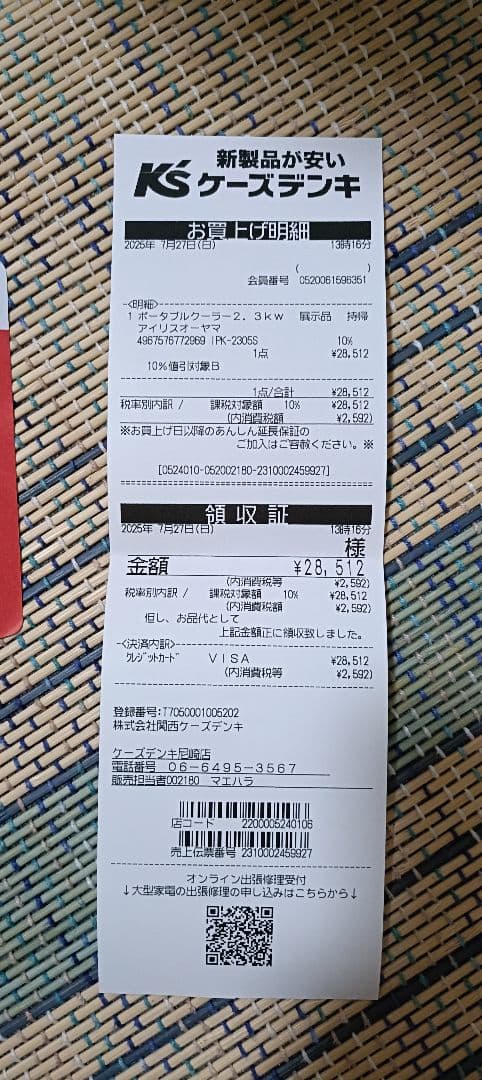 新製品が安い
K's ケーズデンキ
お買上げ明細
2025年 7月27日(日) 13時16分
( )
会員番号 0520061596351
-<明細>-
1 ポータブルクーラー2.3kw 展示品 持帰
アイリスオーヤマ
4967576772969 IPK-2305S 10%
1点 ¥28,512
10%値引対象B
1点/合計 ¥28,512
税率別内訳 / 課税対象額 10% ¥28,512
(内消費税額 ¥2,592)
※お買上げ日以降のあんしん延長保証の
ご加入はご容赦ください。※
[0524010-052002180-2310002459927]
領収証
2025年 7月27日(日) 13時16分
様
金額 ¥28,512
(内消費税等 ¥2,592)
税率別内訳 / 課税対象額 10% ¥28,512
(内消費税額 ¥2,592)
但し、お品代として
上記金額正に領収致しました。
-<決済内訳>-
クレジットカード VISA ¥28,512
(内消費税等 ¥2,592)
登録番号:T7050001005202
株式会社関西ケーズデンキ
ケーズデンキ尼崎店
電話番号 06-6495-3567
販売担当者002180 マエハラ
店コード 2200005240106
売上伝票番号 2310002459927
オンライン出張修理受付
↓大型家電の出張修理の申し込みはこちらから↓